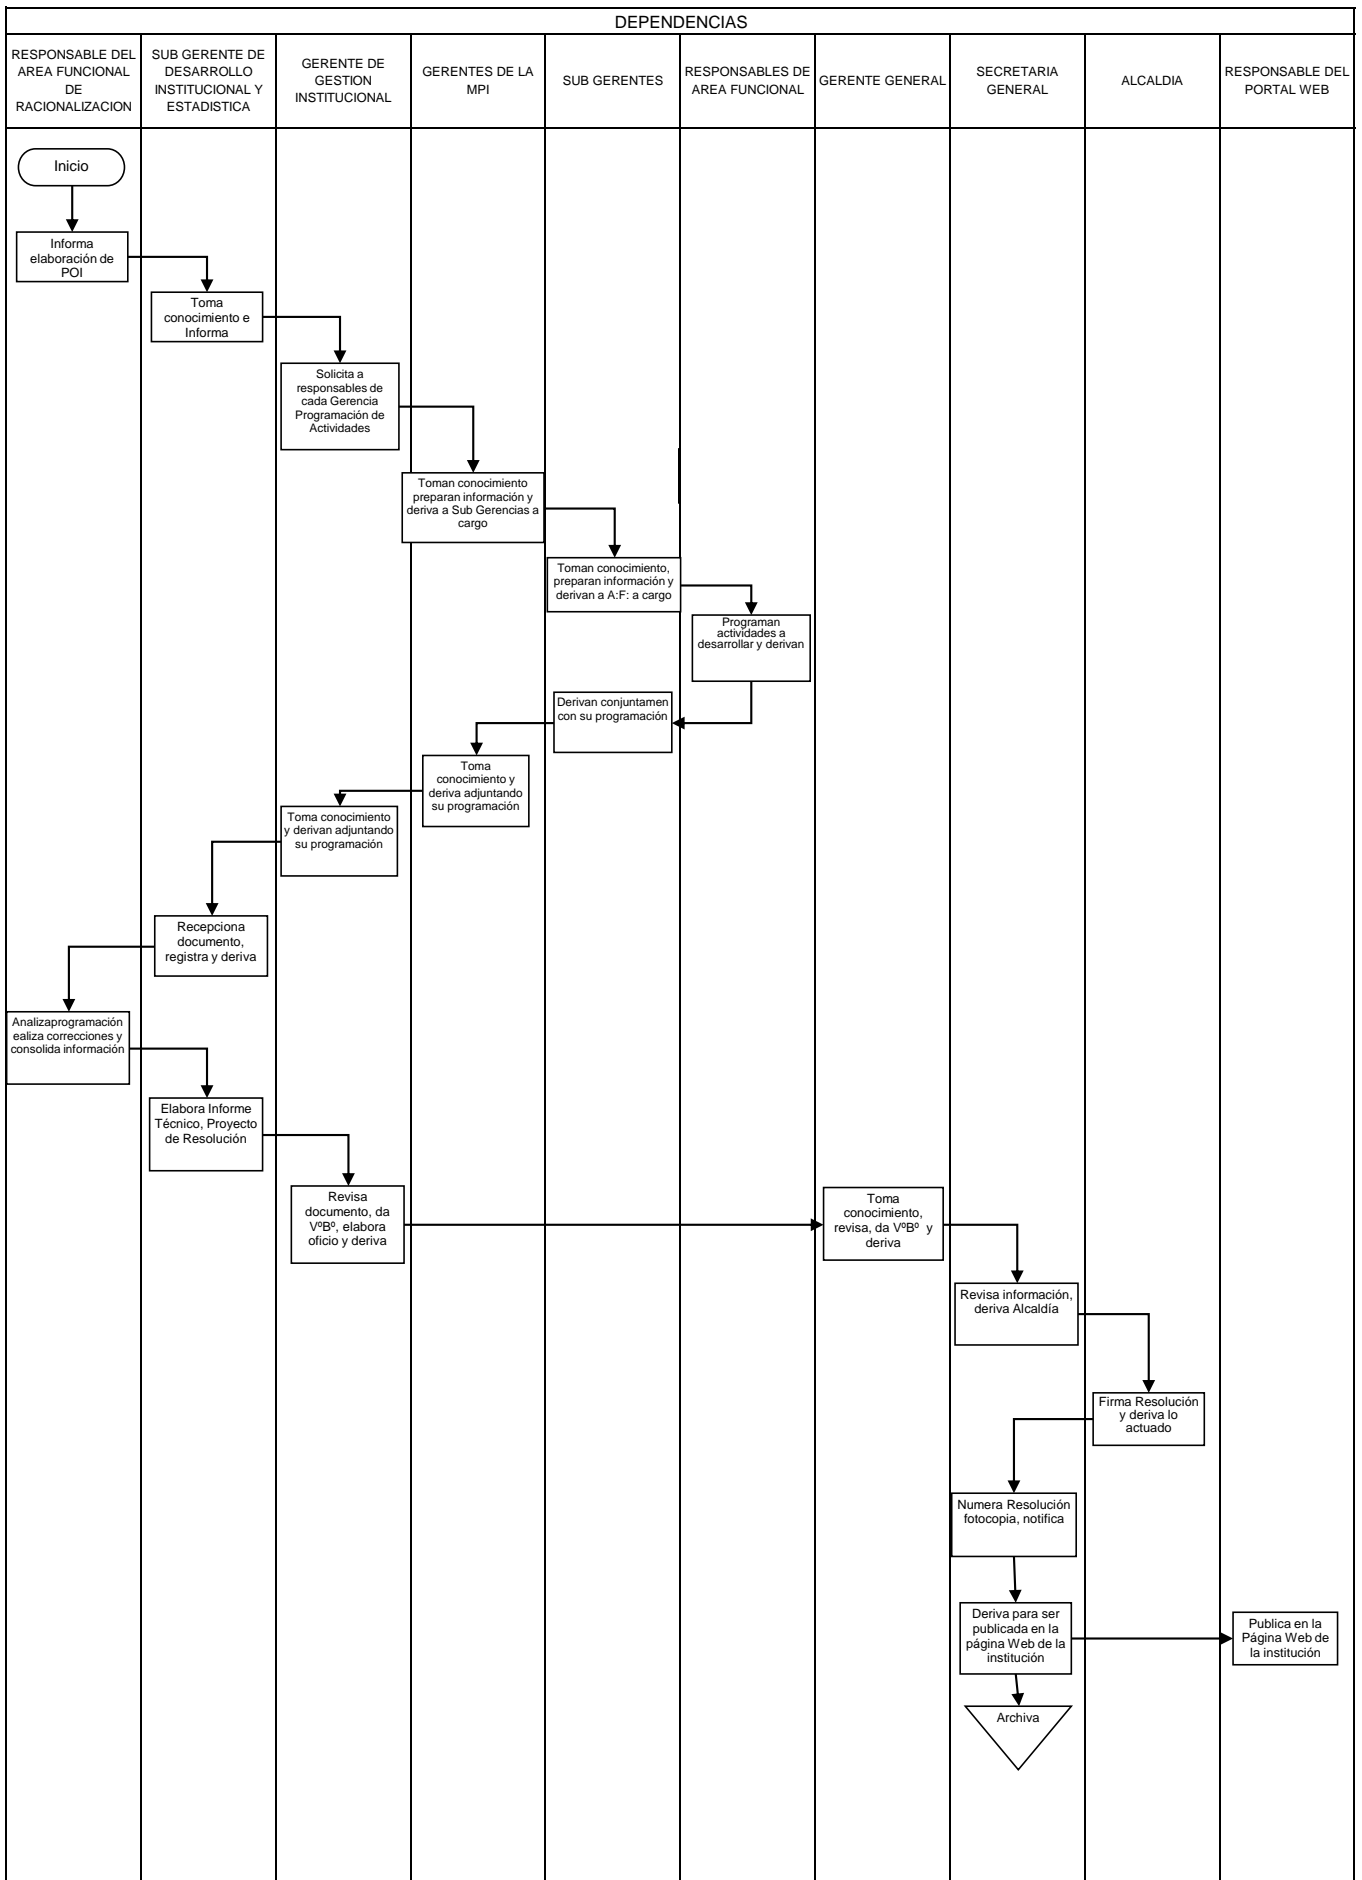 DEPENDENCIAS
RESPONSABLE DEL
AREA FUNCIONAL
DE
RACIONALIZACION
SUB GERENTE DE
DESARROLLO
INSTITUCIONAL Y
ESTADISTICA
GERENTE DE
GESTION
INSTITUCIONAL
GERENTES DE LA
MPI
SUB GERENTES
RESPONSABLES DE
AREA FUNCIONAL
GERENTE GENERAL
SECRETARIA
GENERAL
ALCALDIA
RESPONSABLE DEL
PORTAL WEB
Inicio
Informa
elaboración de
POI
Toma
conocimiento e
Informa
Solicita a
responsables de
cada Gerencia
Programación de
Actividades
Toman conocimiento
preparan información y
deriva a Sub Gerencias a
cargo
Toman conocimiento,
preparan información y
derivan a A:F: a cargo
Programan
actividades a
desarrollar y derivan
Derivan conjuntamen
con su programación
Toma
conocimiento y
deriva adjuntando
su programación
Toma conocimiento
y derivan adjuntando
su programación
Recepciona
documento,
registra y deriva
Analizaprogramación
ealiza correcciones y
consolida información
Elabora Informe
Técnico, Proyecto
de Resolución
Revisa
documento, da
VºBº, elabora
oficio y deriva
Toma
conocimiento,
revisa, da VºBº y
deriva
Revisa información,
deriva Alcaldía
Firma Resolución
y deriva lo
actuado
Numera Resolución
fotocopia, notifica
Deriva para ser
publicada en la
página Web de la
institución
Publica en la
Página Web de
la institución
Archiva